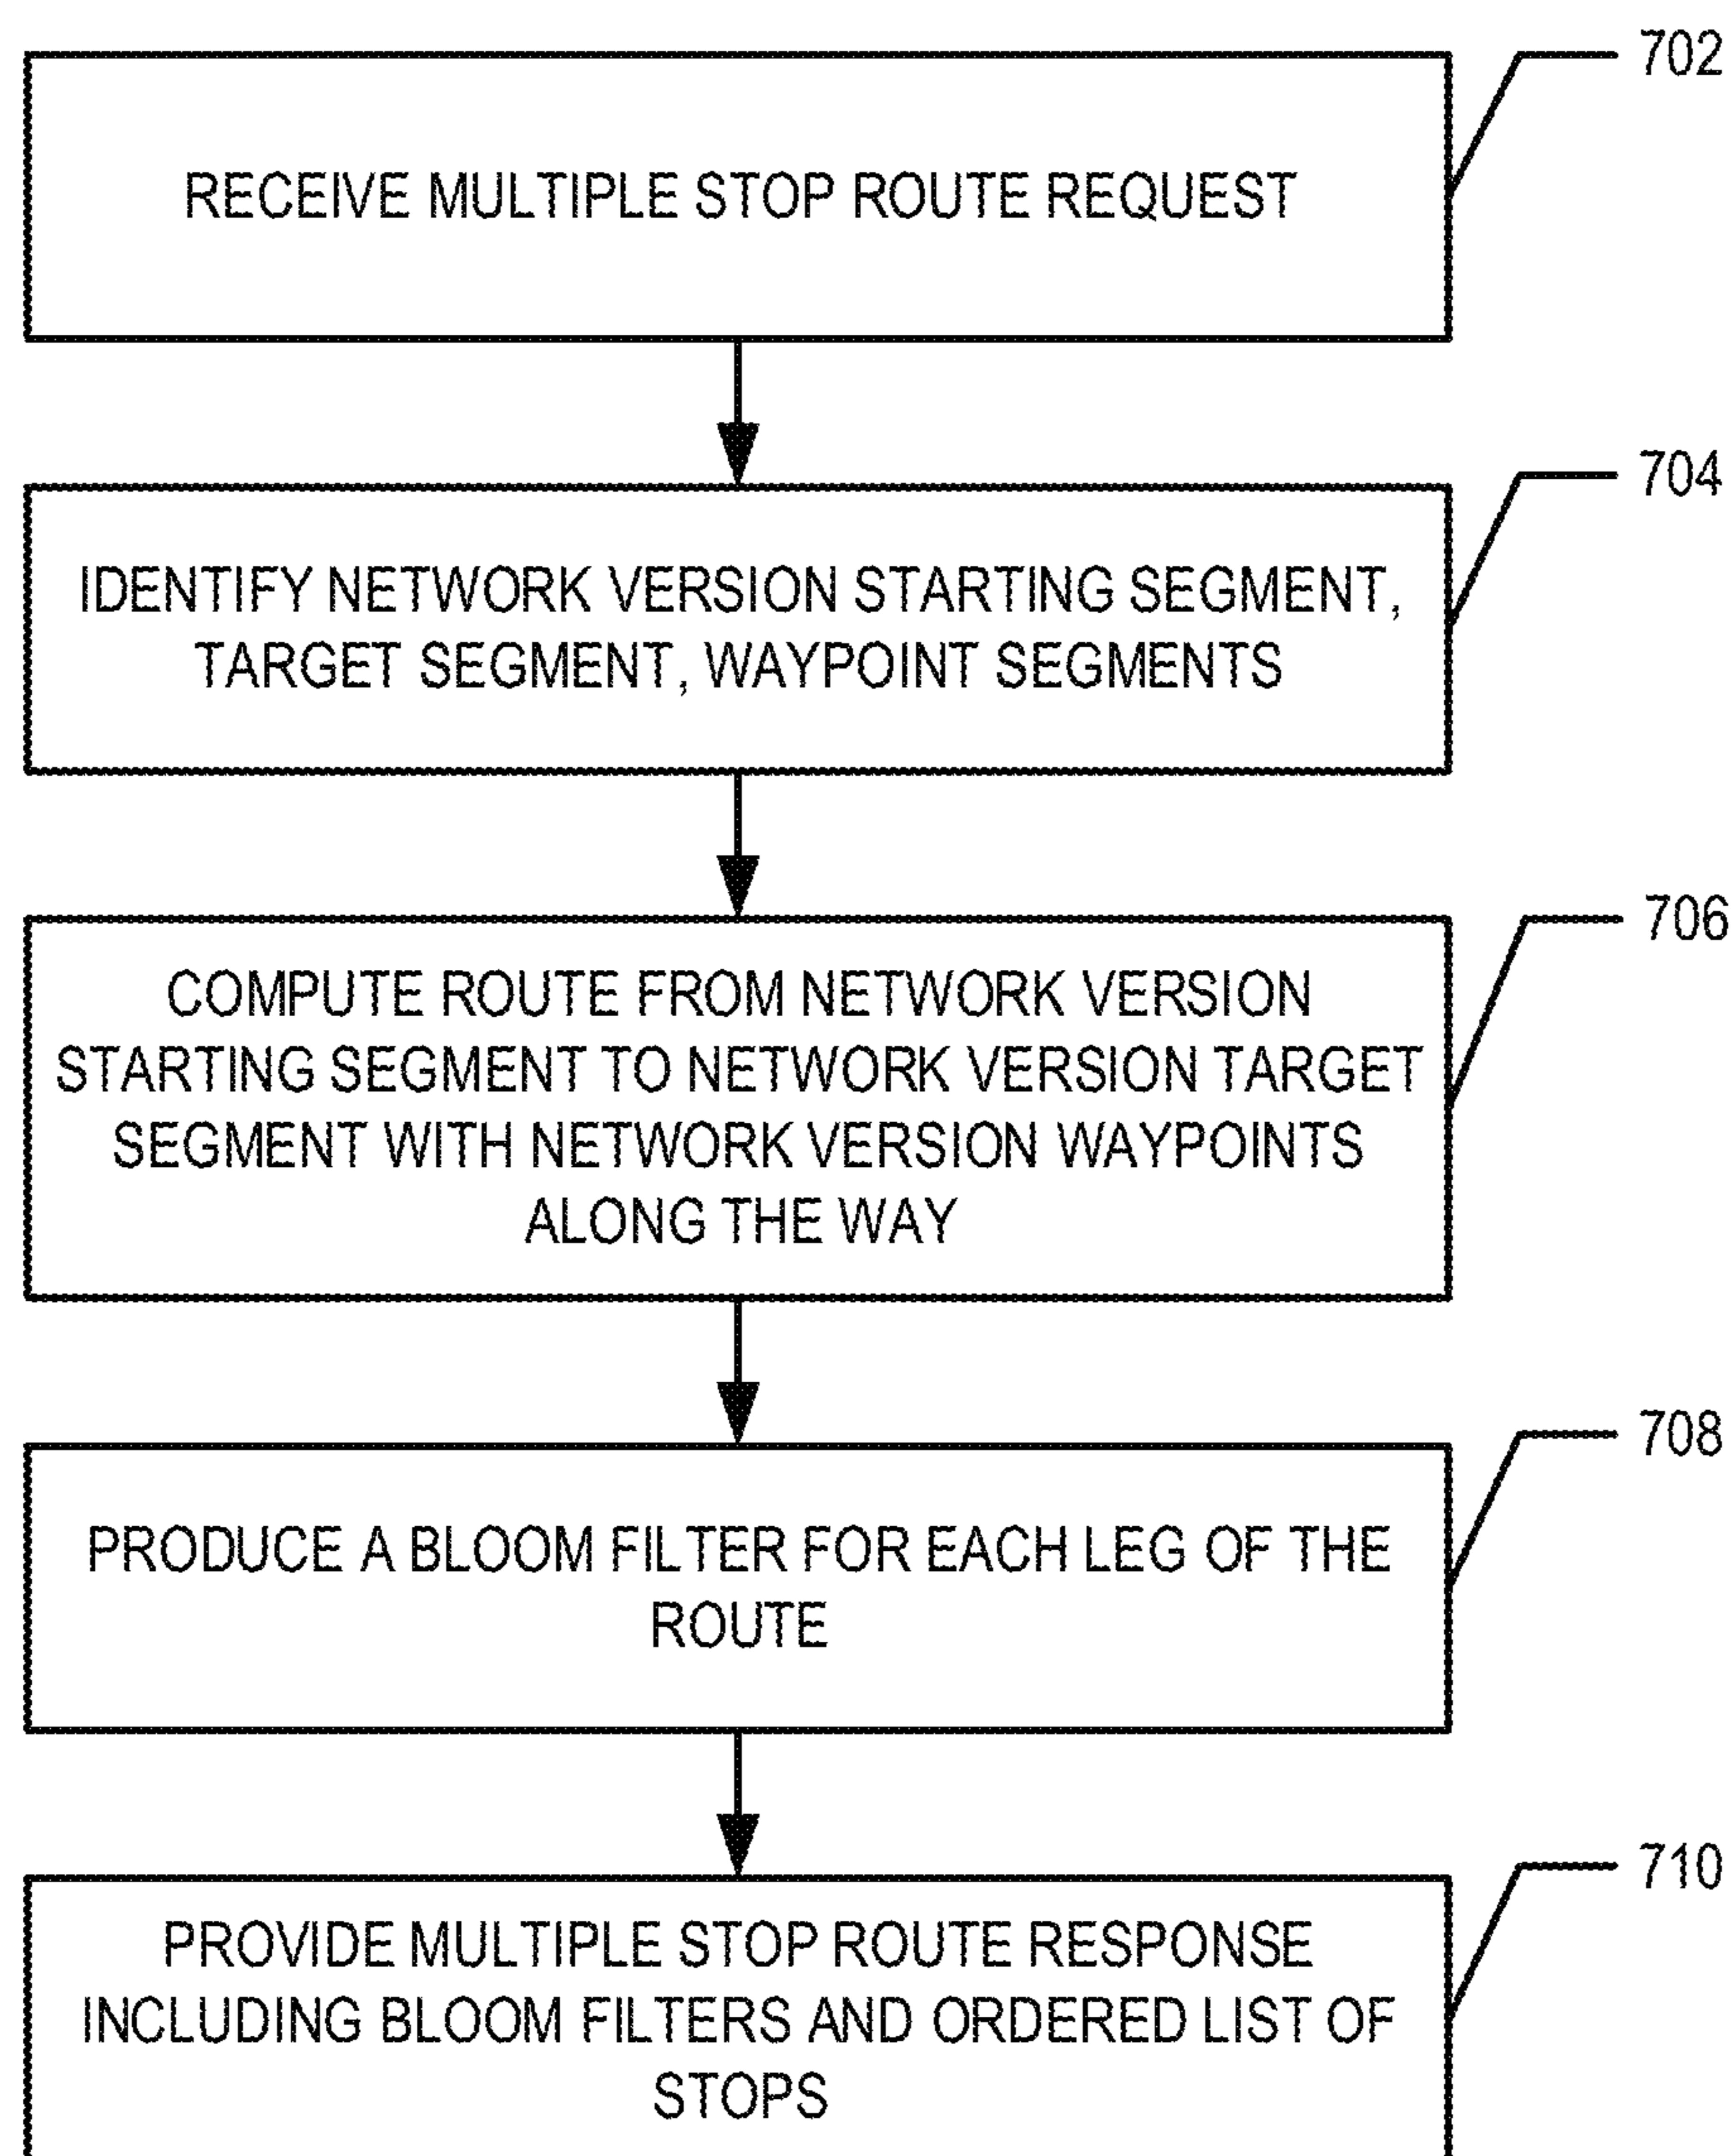 702
RECEIVE MULTIPLE STOP ROUTE REQUEST
704
IDENTIFY NETWORK VERSION STARTING SEGMENT,
TARGET SEGMENT, WAYPOINT SEGMENTS
706
COMPUTE ROUTE FROM NETWORK VERSION
STARTING SEGMENT TO NETWORK VERSION TARGET
SEGMENT WITH NETWORK VERSION WAYPOINTS
ALONG THE WAY
708
PRODUCE A BLOOM FILTER FOR EACH LEG OF THE
ROUTE
710
PROVIDE MULTIPLE STOP ROUTE RESPONSE
INCLUDING BLOOM FILTERS AND ORDERED LIST OF
STOPS